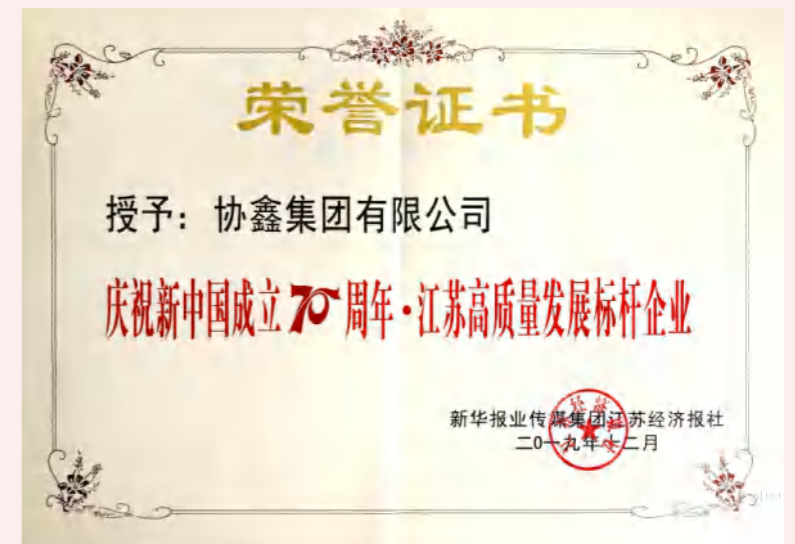 荣誉证书
授予：协鑫集团有限公司
庆祝新中国成立70周年·江苏高质量发展标杆企业
新华报业传媒集团江苏经济报社
二0一九年十二月